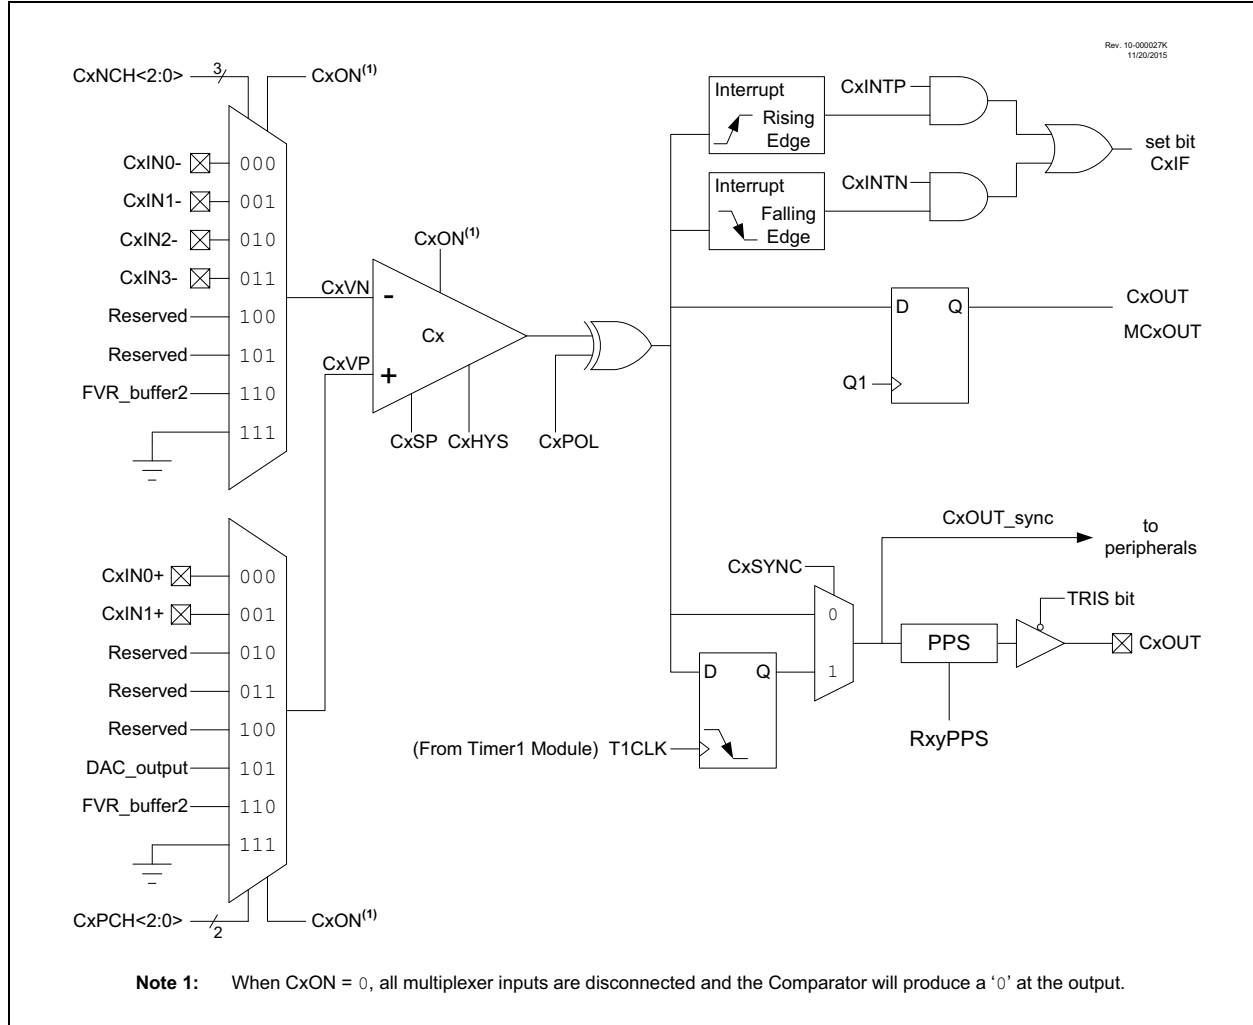 Rev. 10-000027K
11/20/2015
CxNCH<2:0>
3
CxON(1)
CxIN0-
000
CxIN1-
001
CxIN2-
010
CxIN3-
011
Reserved
100
Reserved
101
FVR_buffer2
110
111
CxVN
CxVP
CxON(1)
-
Cx
+
CxSP
CxHYS
CxPOL
Interrupt
Rising
Edge
CxINTP
Interrupt
Falling
Edge
CxINTN
set bit
CxIF
D
Q
Q1
CxOUT
MCxOUT
CxIN0+
000
CxIN1+
001
Reserved
010
Reserved
011
Reserved
100
DAC_output
101
FVR_buffer2
110
111
CxPCH<2:0>
2
CxON(1)
CxOUT_sync
to
peripherals
CxSYNC
0
1
D
Q
(From Timer1 Module) T1CLK
PPS
RxyPPS
TRIS bit
CxOUT
Note 1: When CxON = 0, all multiplexer inputs are disconnected and the Comparator will produce a ‘0’ at the output.